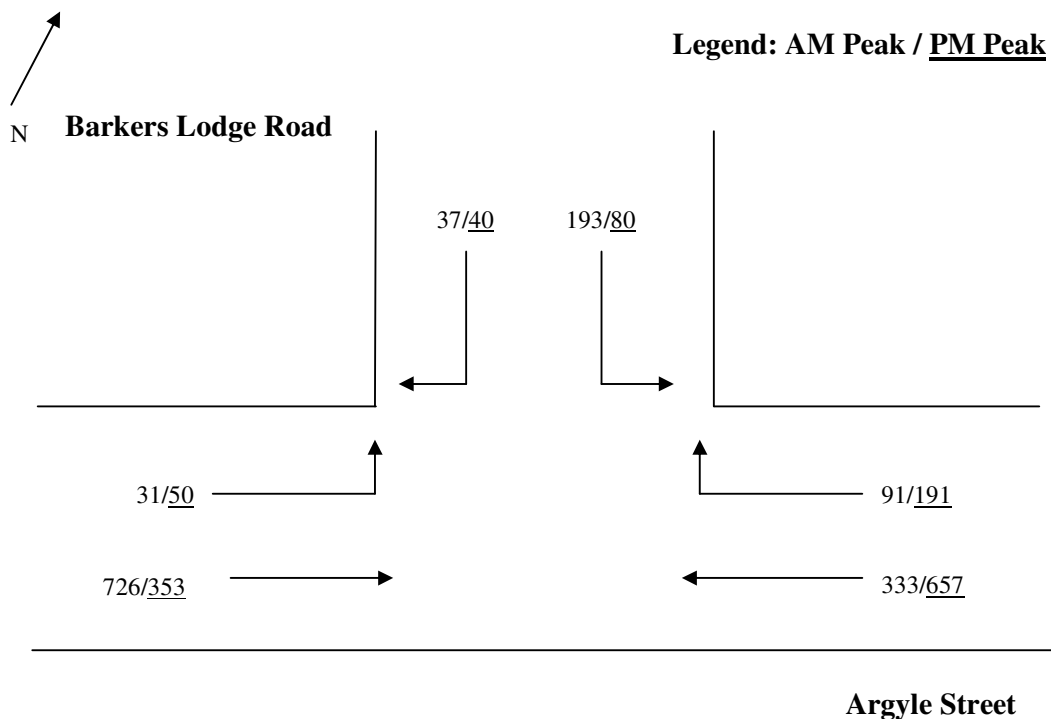 Legend: AM Peak / PM Peak
N
Barkers Lodge Road
37/40 193/80
31/50 91/191
726/353 333/657
Argyle Street